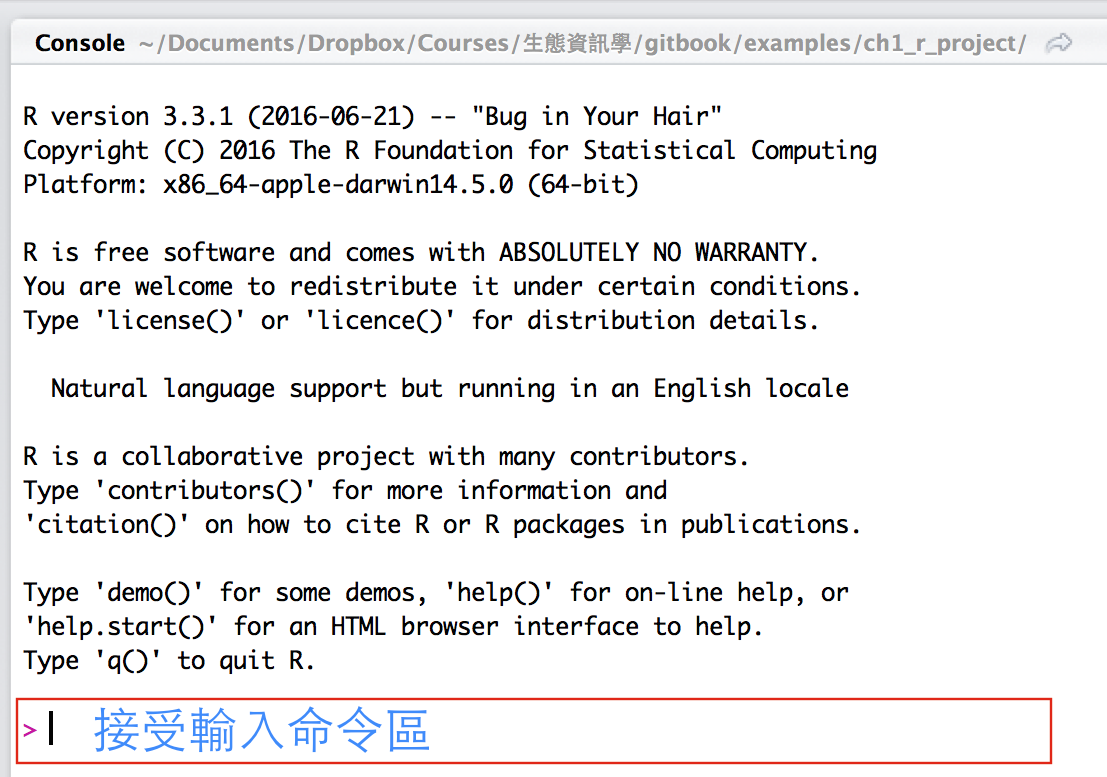 Console ~/Documents/Dropbox/Courses/生態資訊學/gitbook/examples/ch1_r_project/
R version 3.3.1 (2016-06-21) -- "Bug in Your Hair"
Copyright (C) 2016 The R Foundation for Statistical Computing
Platform: x86_64-apple-darwin14.5.0 (64-bit)
R is free software and comes with ABSOLUTELY NO WARRANTY.
You are welcome to redistribute it under certain conditions.
Type 'license()' or 'licence()' for distribution details.
Natural language support but running in an English locale
R is a collaborative project with many contributors.
Type 'contributors()' for more information and
'citation()' on how to cite R or R packages in publications.
Type 'demo()' for some demos, 'help()' for on-line help, or
'help.start()' for an HTML browser interface to help.
Type 'q()' to quit R.
> 接受輸入命令區